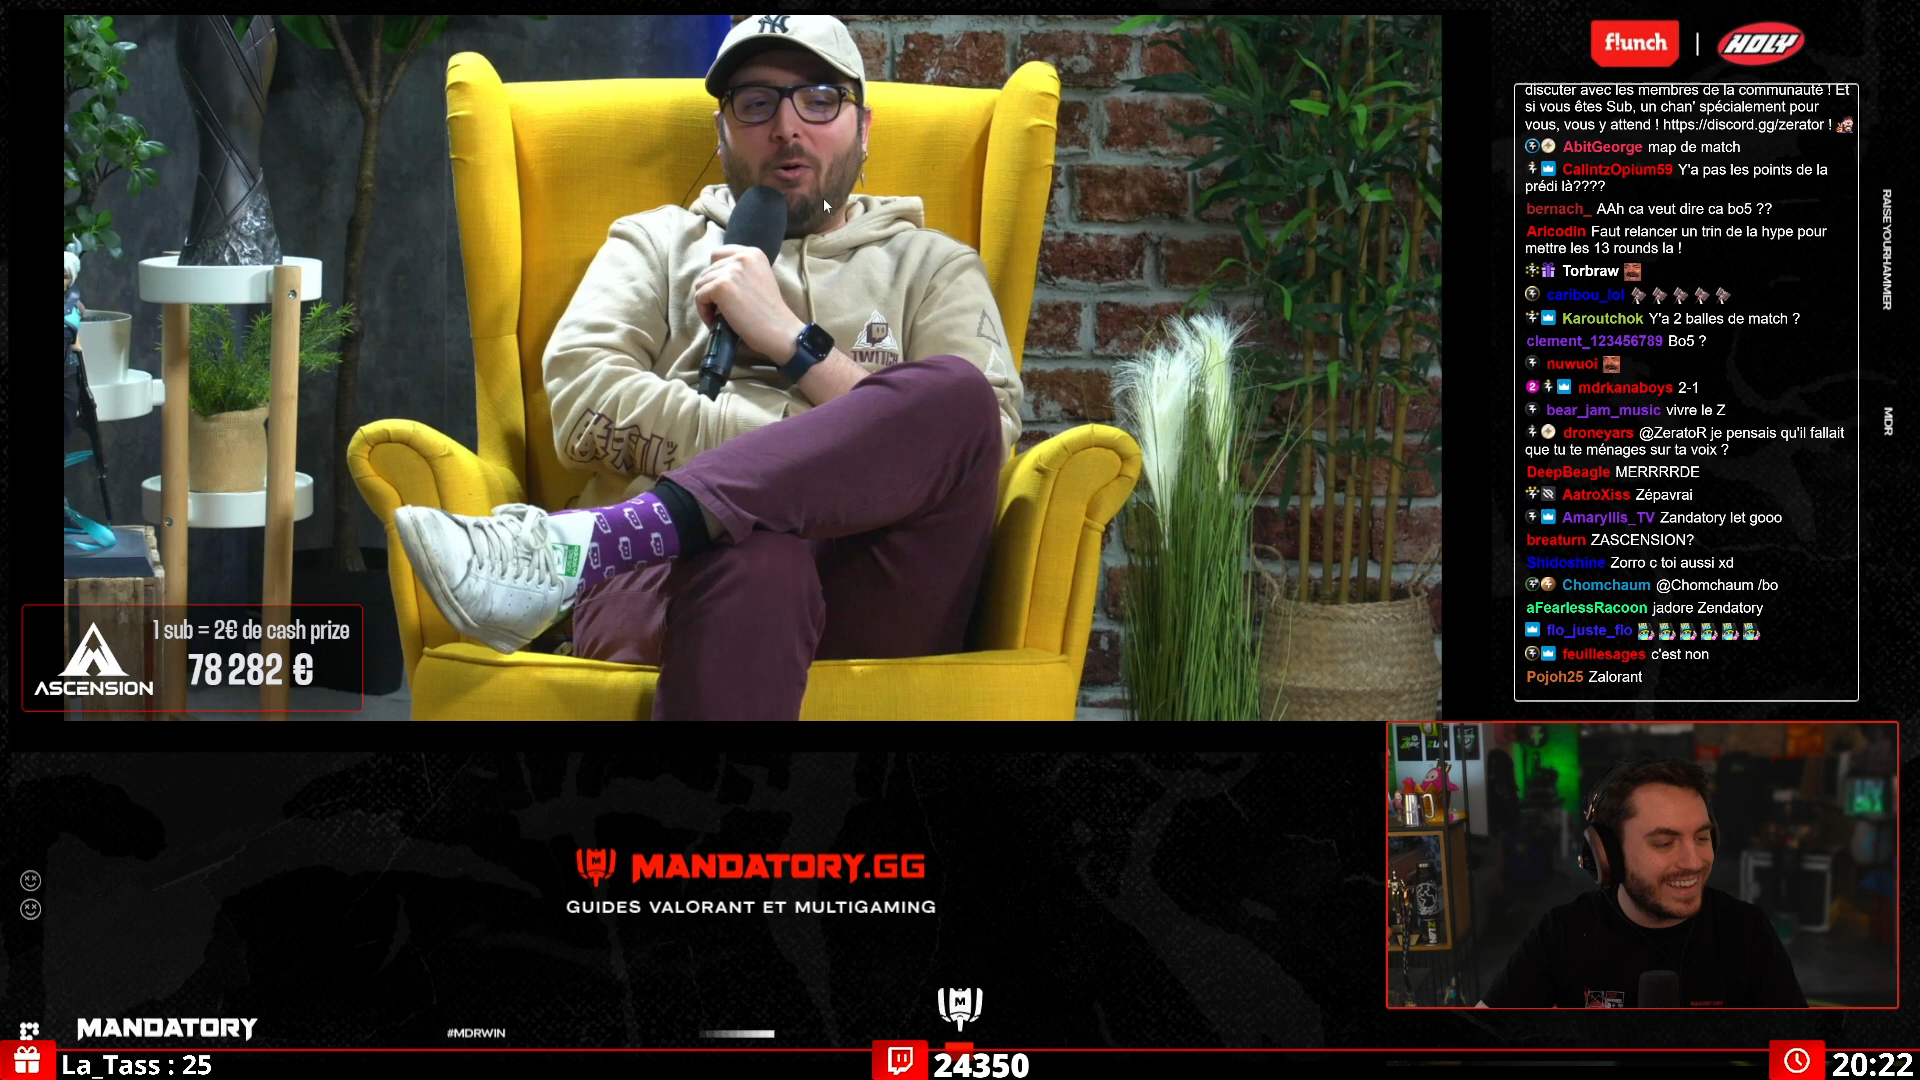 NY
TWITCH
1 sub = 2€ de cash prize
78 282 €
ASCENSION
f!unch
|
HOLY
discuter avec les membres de la communauté ! Et
si vous êtes Sub, un chan' spécialement pour
vous, vous y attend ! https://discord.gg/zerator !
AbitGeorge map de match
CalintzOpium59 Y'a pas les points de la
prédi là????
bernach_ AAh ca veut dire ca bo5 ??
Aricodin Faut relancer un trin de la hype pour
mettre les 13 rounds la !
Torbraw
caribou_lol
Karoutchok Y'a 2 balles de match ?
clement_123456789 Bo5 ?
nuwuoi
mdrkanaboys 2-1
bear_jam_music vivre le Z
droneyars @ZeratoR je pensais qu'il fallait
que tu te ménages sur ta voix ?
DeepBeagle MERRRRDE
AatroXiss Zépavrai
Amaryllis_TV Zandatory let gooo
breaturn ZASCENSION?
Shidoshine Zorro c toi aussi xd
Chomchaum @Chomchaum /bo
aFearlessRacoon jadore Zendatory
flo_juste_flo
feuillesages c'est non
Pojoh25 Zalorant
RAISEYOURHAMMER
MDR
MANDATORY.GG
GUIDES VALORANT ET MULTIGAMING
M
MANDATORY
#MDRWIN
La_Tass : 25
24350
20:22